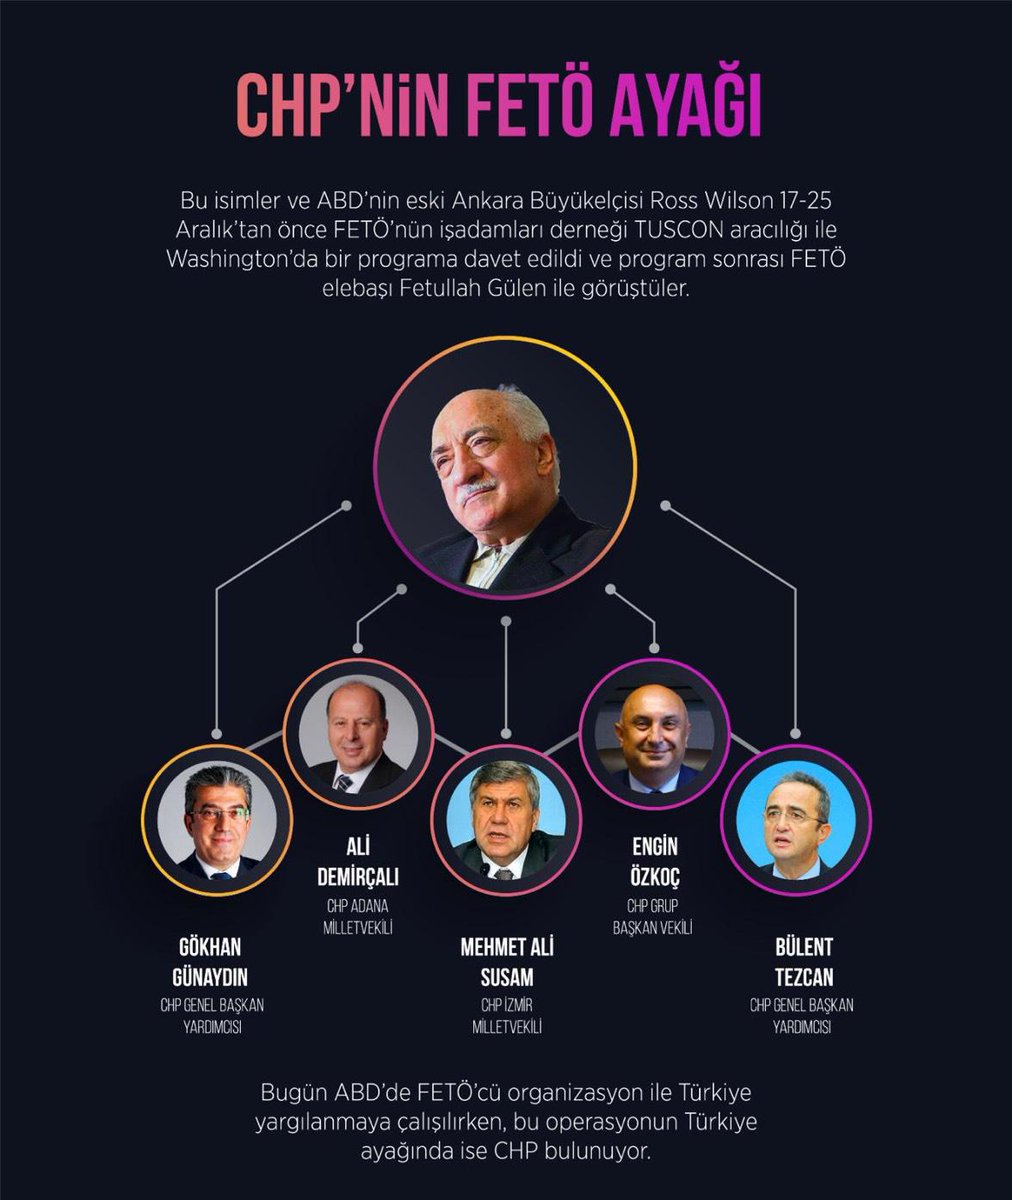 CHP'NİN FETÖ AYAĞI
Bu isimler ve ABD'nin eski Ankara Büyükelçisi Ross Wilson 17-25
Aralık'tan önce FETÖ'nün işadamları derneği TUSCON aracılığı ile
Washington'da bir programa davet edildi ve program sonrası FETÖ
elebaşı Fetullah Gülen ile görüştüler.
ALİ
DEMİRÇALI
CHP ADANA
MİLLETVEKİLİ
ENGİN
ÖZKOÇ
CHP GRUP
BAŞKAN VEKİLİ
GÖKHAN
GÜNAYDIN
CHP GENEL BAŞKAN
YARDIMCISI
MEHMET ALİ
SUSAM
CHP İZMİR
MİLLETVEKİLİ
BÜLENT
TEZCAN
CHP GENEL BAŞKAN
YARDIMCISI
Bugün ABD'de FETÖ'cü organizasyon ile Türkiye
yargılanmaya çalışılırken, bu operasyonun Türkiye
ayağında ise CHP bulunuyor.